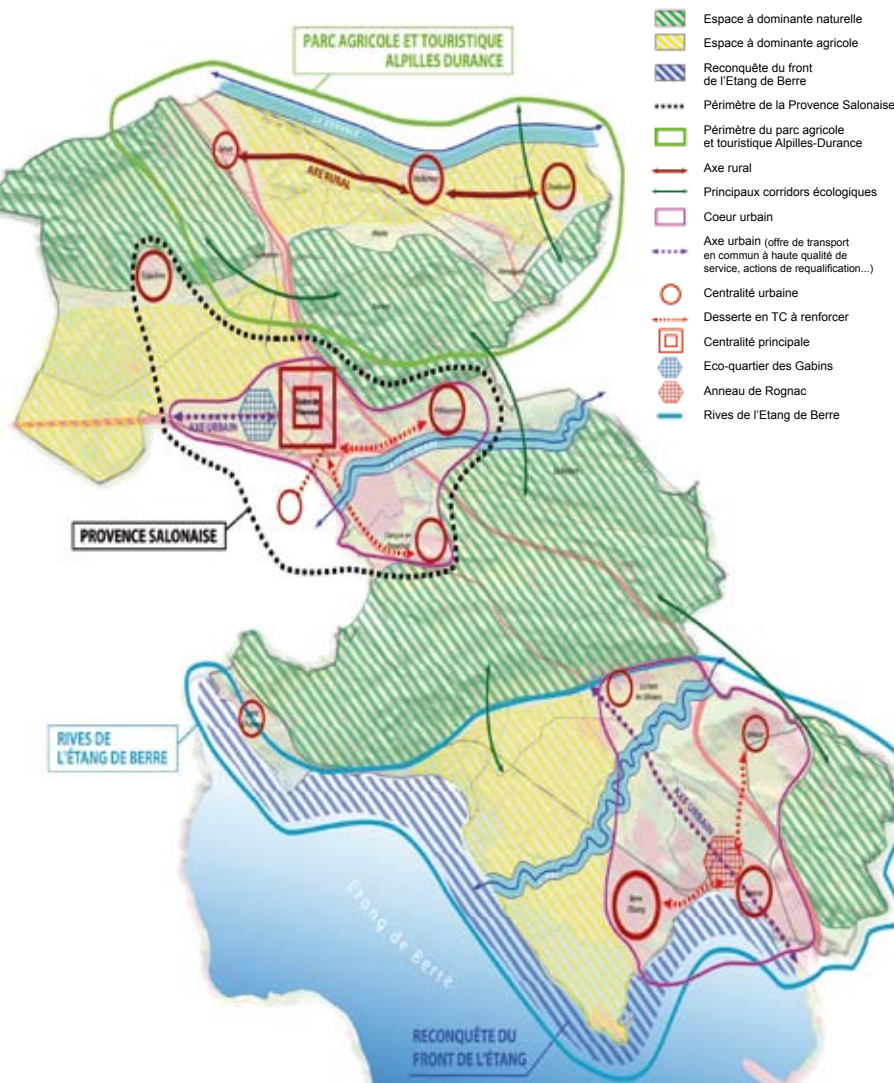 PARC AGRICOLE ET TOURISTIQUE
ALPILLES DURANCE
AXE RURAL
AXE URBAIN
PROVENCE SALONAISE
RIVES DE
L'ÉTANG DE BERRE
AXE URBAIN
Etang de Berre
RECONQUÊTE DU
FRONT DE L'ÉTANG
Espace à dominante naturelle
Espace à dominante agricole
Reconquête du front
de l'Etang de Berre
Périmètre de la Provence Salonaise
Périmètre du parc agricole
et touristique Alpilles-Durance
Axe rural
Principaux corridors écologiques
Coeur urbain
Axe urbain (offre de transport
en commun à haute qualité de
service, actions de requalification...)
Centralité urbaine
Desserte en TC à renforcer
Centralité principale
Eco-quartier des Gabins
Anneau de Rognac
Rives de l'Etang de Berre